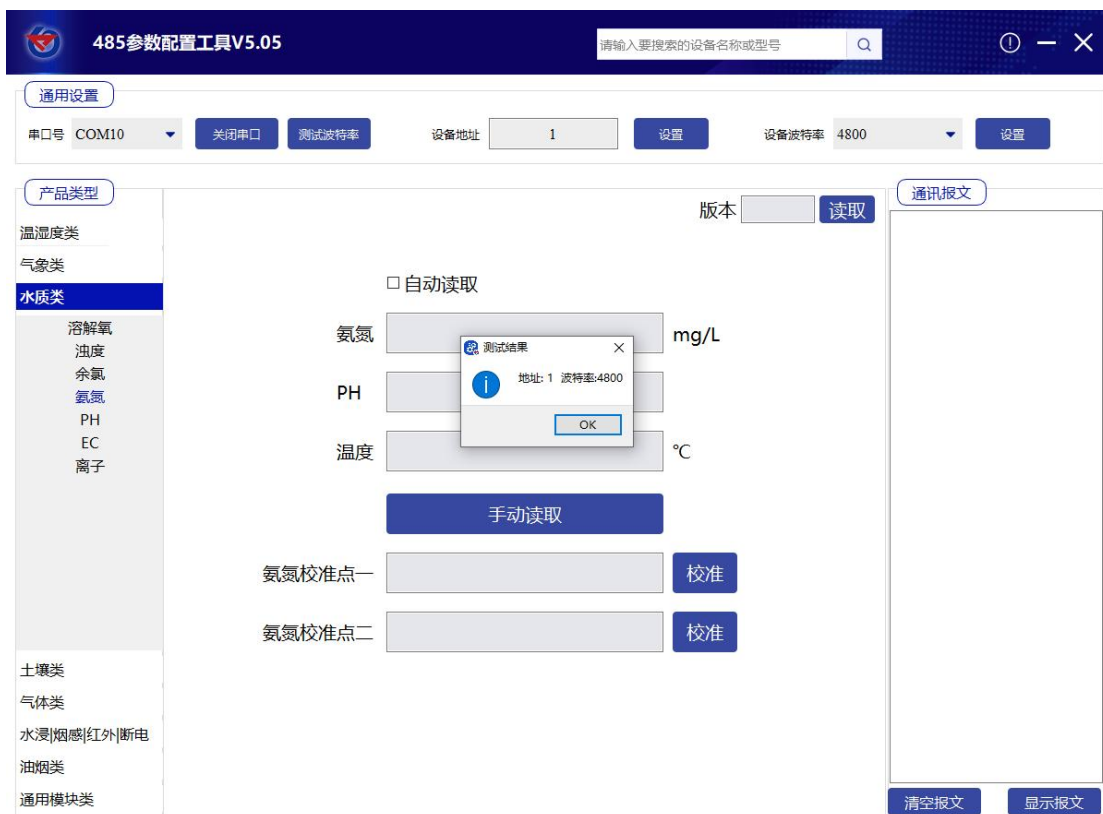 485参数配置工具V5.05
请输入要搜索的设备名称或型号
通用设置
串口号 COM10 关闭串口 测试波特率 设备地址 1 设置 设备波特率 4800 设置
产品类型
温湿度类
气象类
水质类
溶解氧
浊度
余氯
氨氮
PH
EC
离子
土壤类
气体类
水浸|烟感|红外|断电
油烟类
通用模块类
版本 读取
自动读取
氨氮 mg/L
PH
温度 ℃
手动读取
氨氮校准点一 校准
氨氮校准点二 校准
测试结果
地址: 1 波特率:4800
OK
通讯报文
清空报文 显示报文